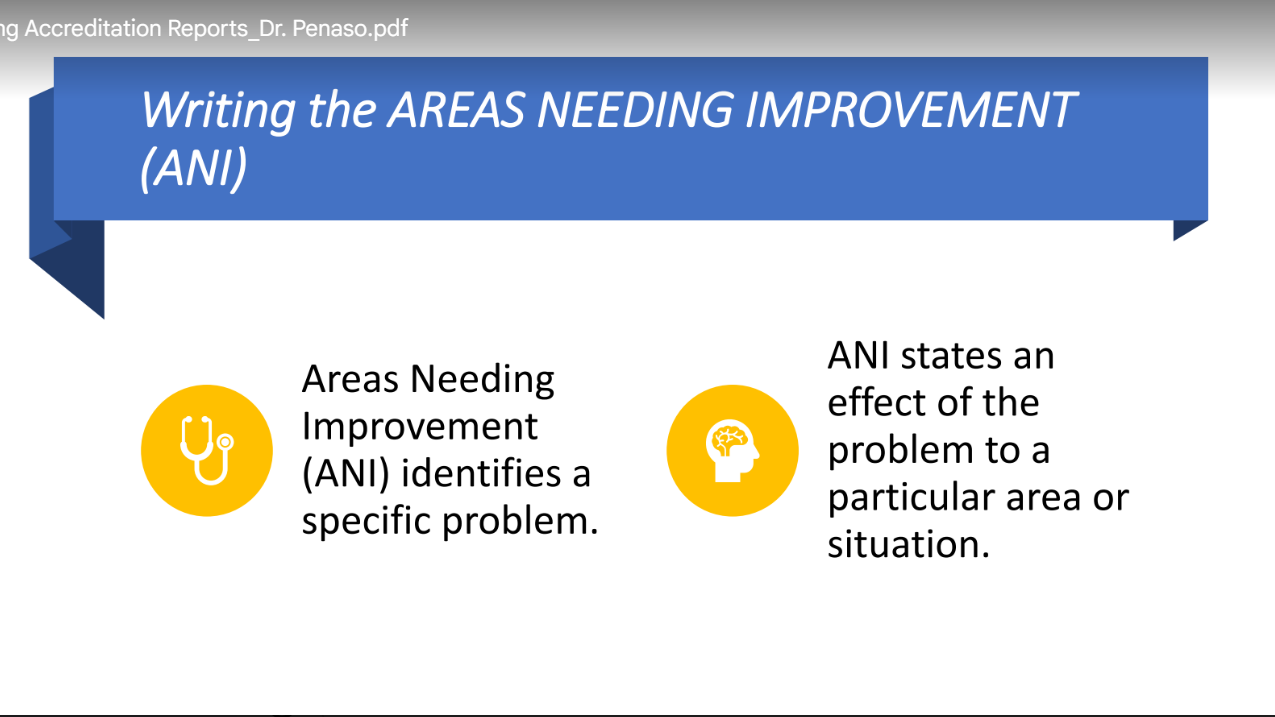 ng Accreditation Reports_Dr. Penaso.pdf
Writing the AREAS NEEDING IMPROVEMENT
(ANI)
Areas Needing
Improvement
(ANI) identifies a
specific problem.
ANI states an
effect of the
problem to a
particular area or
situation.